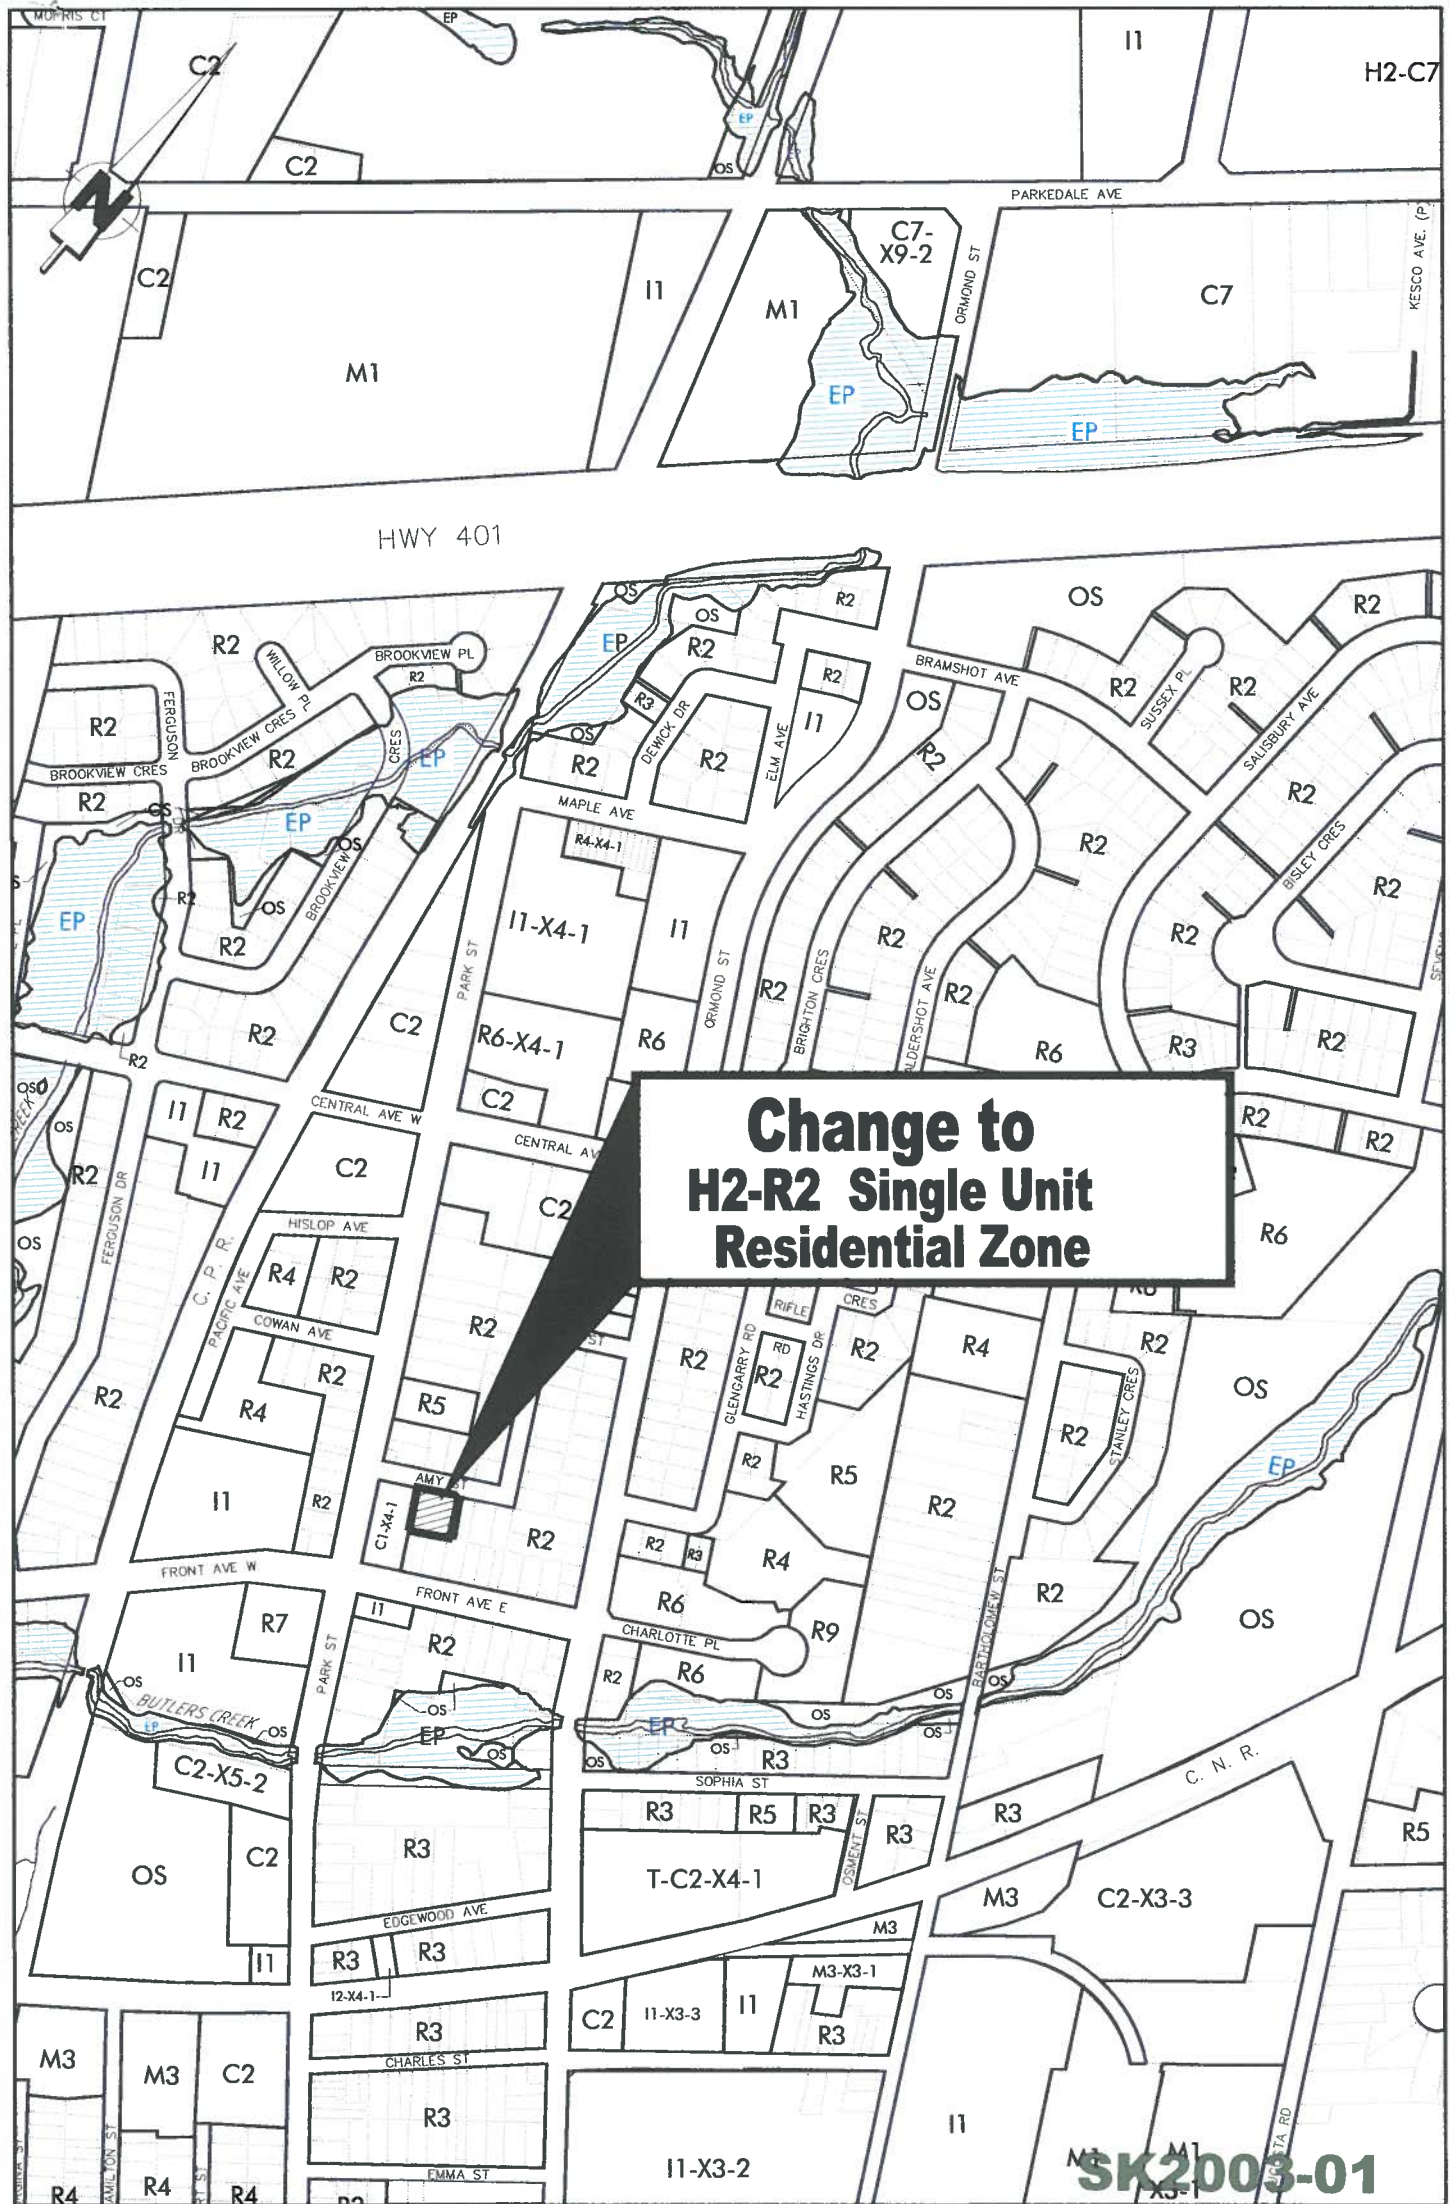 MORRIS CT
EP
C2
I1
H2-C7
EP
EP
C2
OS
PARKEDALE AVE
N
C2
I1
M1
C7-
X9-2
ORMOND ST
C7
KESCO AVE. (P)
M1
EP
EP
HWY 401
OS
R2
OS
OS
R2
R2
WILLOW PL
BROOKVIEW PL
EP
R2
R2
BRAMSHOT AVE
R2
SUSSEX PL
R2
SALISBURY AVE
R2
FERGUSON
R2
R3
DEWICK DR
OS
R2
BROOKVIEW CRES
I1
ELM AVE
BROOKVIEW CRES
R2
CRES
EP
OS
R2
R2
R2
R2
OS
DR
MAPLE AVE
R2
EP
OS
R4-X4-1
R2
BISLEY CRES
R2
BROOKVIEW
R2
OS
EP
R2
I1-X4-1
I1
R2
R2
PARK ST
ORMOND ST
R2
BRIGHTON CRES
ALDERSHOT AVE
R2
R2
C2
R6-X4-1
R6
R6
R3
R2
R2
OS
CREEK
OS
I1
R2
CENTRAL AVE W
C2
CENTRAL AV
R2
R2
I1
C2
R2
FERGUSON DR
C2
Change to
H2-R2 Single Unit
Residential Zone
HISLOP AVE
R6
OS
C. P. R.
PACIFIC AVE
R4
R2
COWAN AVE
R2
ST
RIFLE
CRES
RD
R2
GLENGARRY RD
R2
HASTINGS DR
R2
R4
R2
STANLEY CRES
OS
R2
R2
R4
R5
R2
R2
R5
EP
AMY ST
I1
R2
C1-X4-1
R2
R2
R2
R3
R4
FRONT AVE W
FRONT AVE E
BARTHOLOMEW ST
R2
OS
R7
I1
R2
R6
CHARLOTTE PL
R9
I1
PARK ST
R2
R6
OS
BUTLERS CREEK
EP
OS
OS
EP
OS
OS
EP
OS
OS
OS
OS
OS
R3
C2-X5-2
SOPHIA ST
C. N. R.
R3
R5
R3
OSMENT ST
R3
R3
R5
OS
C2
R3
T-C2-X4-1
M3
C2-X3-3
EDGEWOOD AVE
M3
I1
R3
R3
I2-X4-1
M3-X3-1
C2
I1-X3-3
I1
R3
R3
CHARLES ST
M3
M3
C2
R3
I1
I1-X3-2
EMMA ST
R4
R4
R4
M1
X3-1
SK2003-01